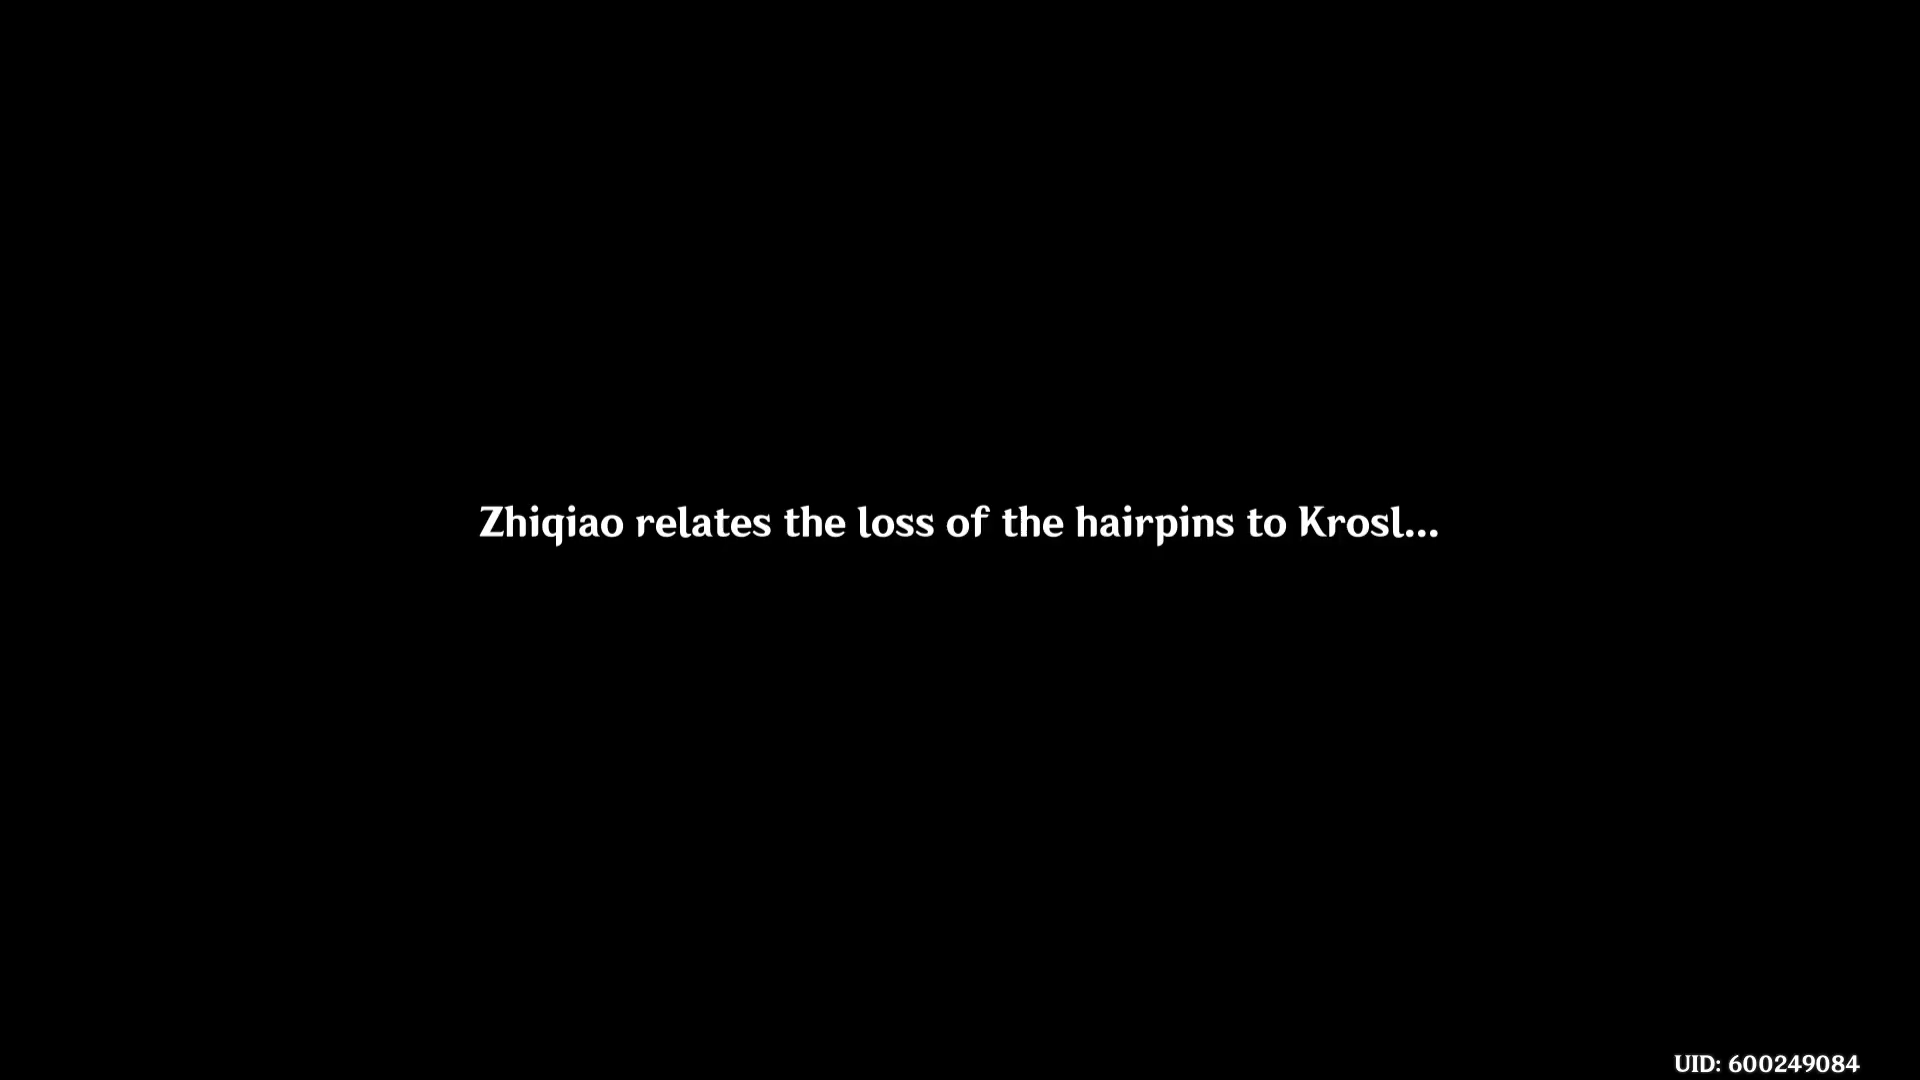 Zhiqiao relates the loss of the hairpins to Krosl...
UID: 600249084